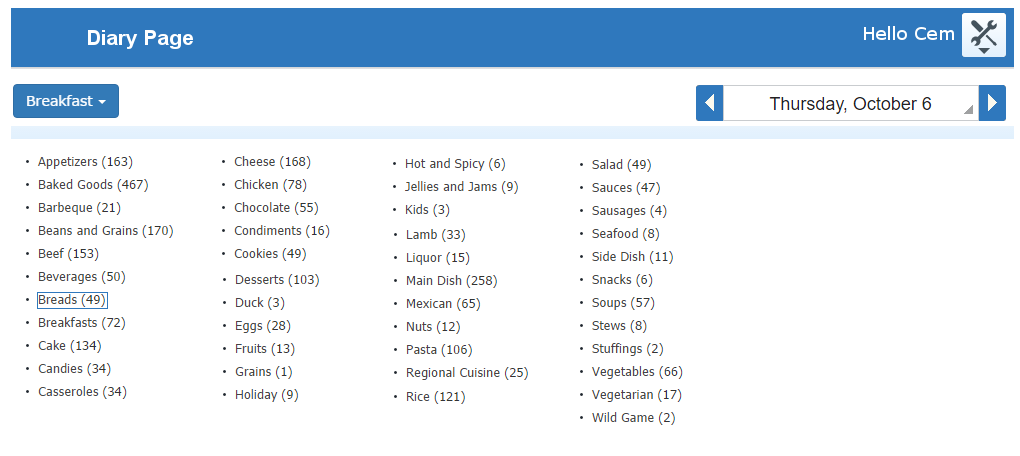 Diary Page
Hello Cem
Breakfast
Thursday, October 6
• Appetizers (163)
• Baked Goods (467)
• Barbeque (21)
• Beans and Grains (170)
• Beef (153)
• Beverages (50)
• Breads (49)
• Breakfasts (72)
• Cake (134)
• Candies (34)
• Casseroles (34)
• Cheese (168)
• Chicken (78)
• Chocolate (55)
• Condiments (16)
• Cookies (49)
• Desserts (103)
• Duck (3)
• Eggs (28)
• Fruits (13)
• Grains (1)
• Holiday (9)
• Hot and Spicy (6)
• Jellies and Jams (9)
• Kids (3)
• Lamb (33)
• Liquor (15)
• Main Dish (258)
• Mexican (65)
• Nuts (12)
• Pasta (106)
• Regional Cuisine (25)
• Rice (121)
• Salad (49)
• Sauces (47)
• Sausages (4)
• Seafood (8)
• Side Dish (11)
• Snacks (6)
• Soups (57)
• Stews (8)
• Stuffings (2)
• Vegetables (66)
• Vegetarian (17)
• Wild Game (2)